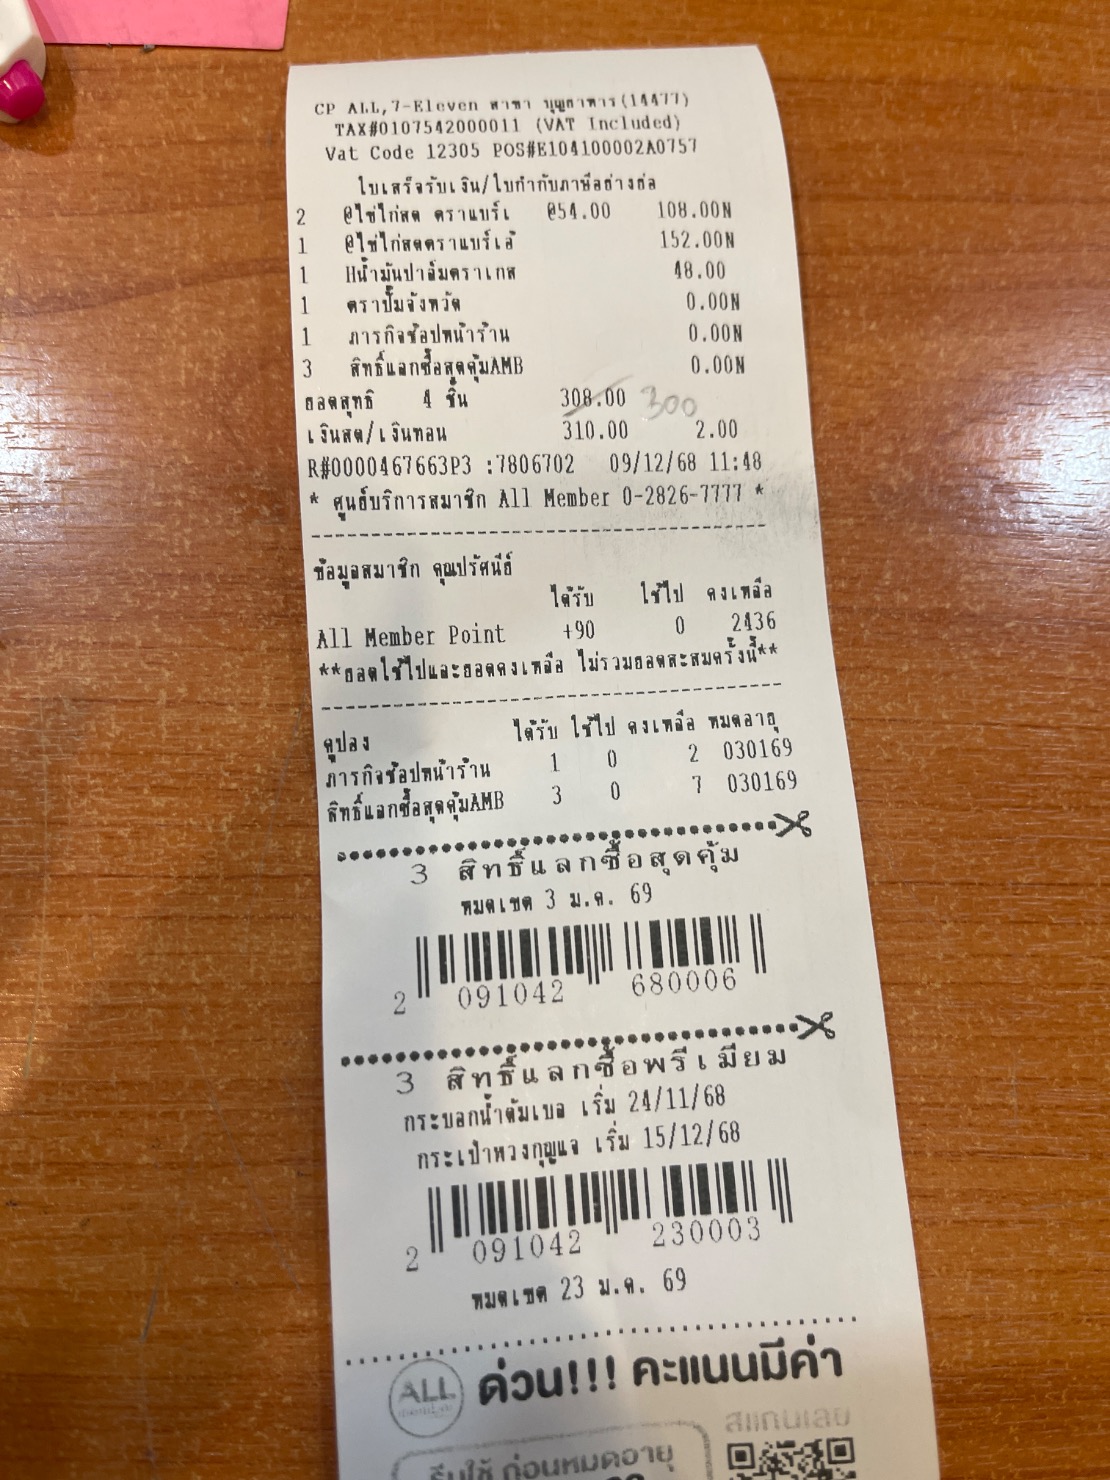 CP ALL,7-Eleven สาขา บุญถาหาร(14477)
TAX#0107542000011 (VAT Included)
Vat Code 12305 POS#E104100002A0757
ใบเสร็จรับเงิน/ใบกำกับภาษีอย่างย่อ
2 @ไข่ไก่สด ตราแบร์เ @54.00 108.00N
1 @ไข่ไก่สดตราแบร์เฮ้ 152.00N
1 Hน้ำมันปาล์มตราเกส 48.00
1 ตราปั๊มจังหวัด 0.00N
1 ภารกิจช้อปหน้าร้าน 0.00N
3 สิทธิ์แลกซื้อสุดคุ้มAMB 0.00N
ยอดสุทธิ 4 ชิ้น 308.00 300
เงินสด/เงินทอน 310.00 2.00
R#0000467663P3 :7806702 09/12/68 11:48
* ศูนย์บริการสมาชิก All Member 0-2826-7777 *
ข้อมูลสมาชิก คุณปรัศนีย์
ได้รับ ใช้ไป คงเหลือ
All Member Point +90 0 2436
**ยอดใช้ไปและยอดคงเหลือ ไม่รวมยอดสะสมครั้งนี้**
คูปอง ได้รับ ใช้ไป คงเหลือ หมดอายุ
ภารกิจช้อปหน้าร้าน 1 0 2 030169
สิทธิ์แลกซื้อสุดคุ้มAMB 3 0 7 030169
3 สิทธิ์แลกซื้อสุดคุ้ม
หมดเขต 3 ม.ค. 69
2 091042 680006
3 สิทธิ์แลกซื้อพรีเมียม
กระบอกน้ำดัมเบล เริ่ม 24/11/68
กระเป๋าพวงกุญแจ เริ่ม 15/12/68
2 091042 230003
หมดเขต 23 ม.ค. 69
ALL ด่วน!!! คะแนนมีค่า
สแกนเลย
รีบใช้ ก่อนหมดอายุ